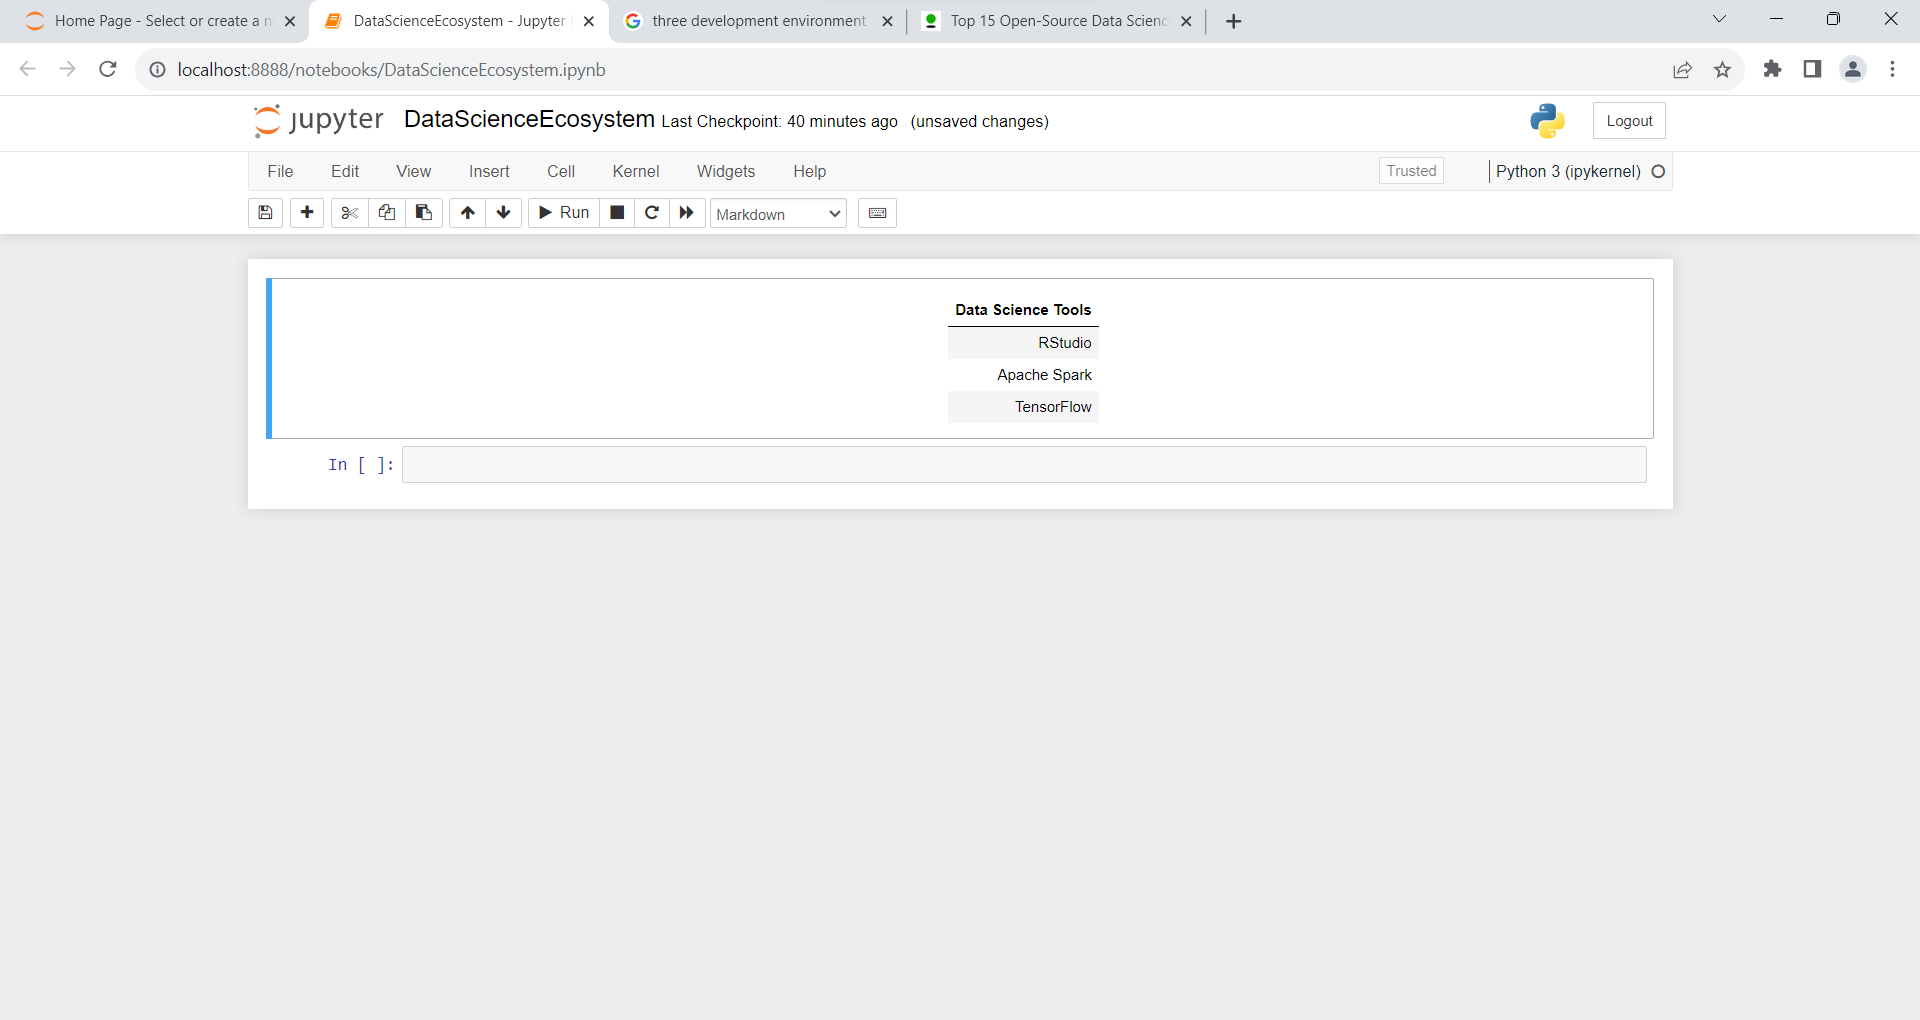 Home Page - Select or create a n
DataScienceEcosystem - Jupyter
three development environment
Top 15 Open-Source Data Scienc
localhost:8888/notebooks/DataScienceEcosystem.ipynb
jupyter DataScienceEcosystem Last Checkpoint: 40 minutes ago (unsaved changes) Logout
File Edit View Insert Cell Kernel Widgets Help Trusted Python 3 (ipykernel)
Run Markdown
Data Science Tools
RStudio
Apache Spark
TensorFlow
In [ ]: